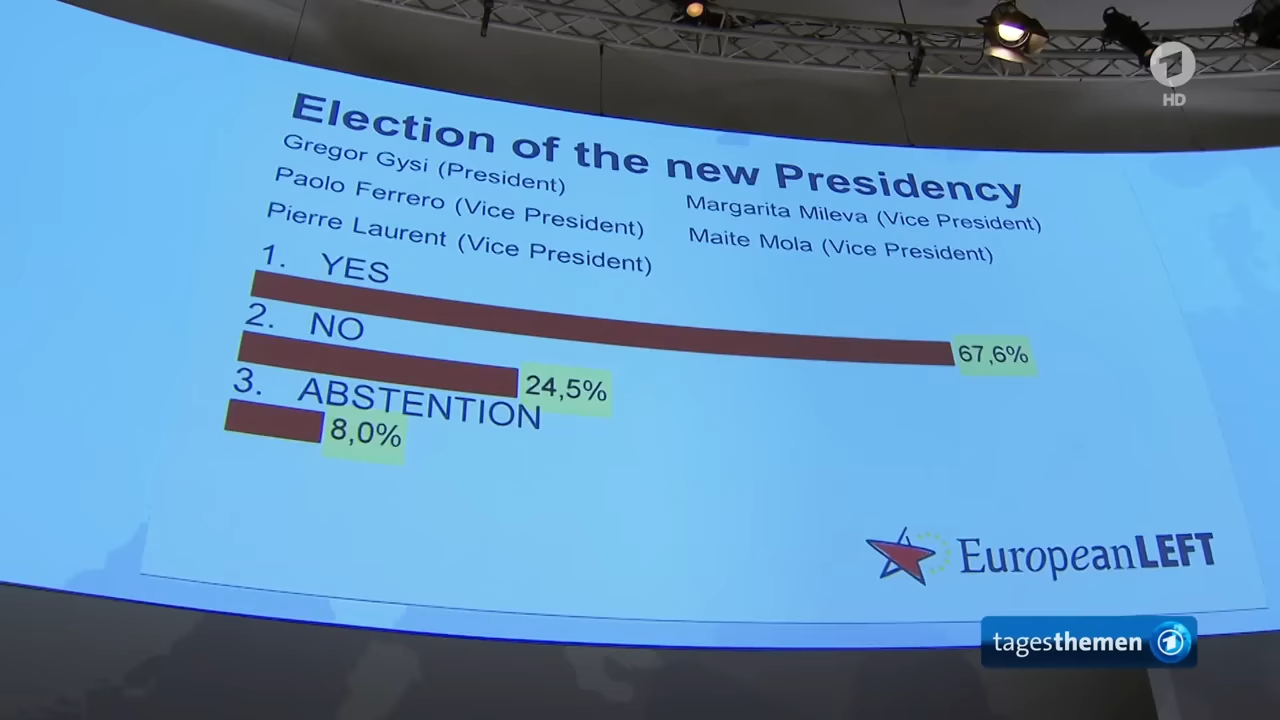 1
HD
Election of the new Presidency
Gregor Gysi (President)
Paolo Ferrero (Vice President)
Pierre Laurent (Vice President)
Margarita Mileva (Vice President)
Maite Mola (Vice President)
1. YES
67,6%
2. NO
24,5%
3. ABSTENTION
8,0%
EuropeanLEFT
tagesthemen 1